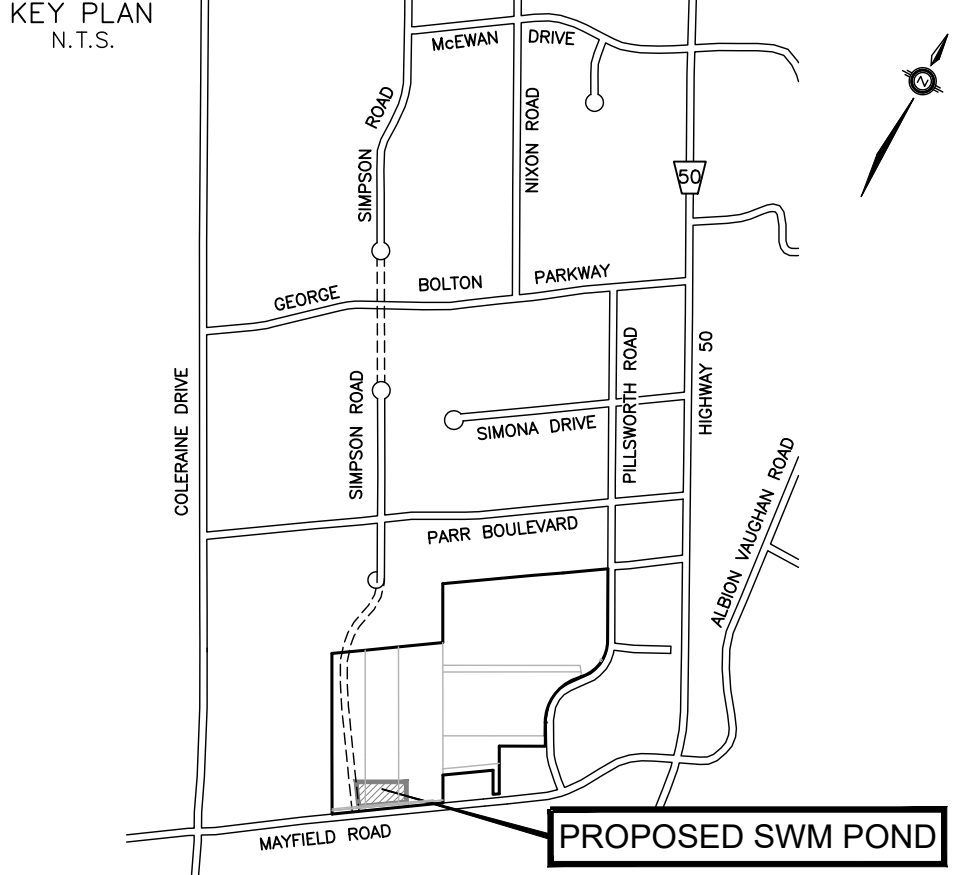 KEY PLAN
N.T.S.
McEWAN DRIVE
SIMPSON ROAD
NIXON ROAD
N
50
GEORGE BOLTON PARKWAY
COLERAINE DRIVE
SIMPSON ROAD
SIMONA DRIVE
PILLSWORTH ROAD
HIGHWAY 50
PARR BOULEVARD
ALBION VAUGHAN ROAD
MAYFIELD ROAD
PROPOSED SWM POND